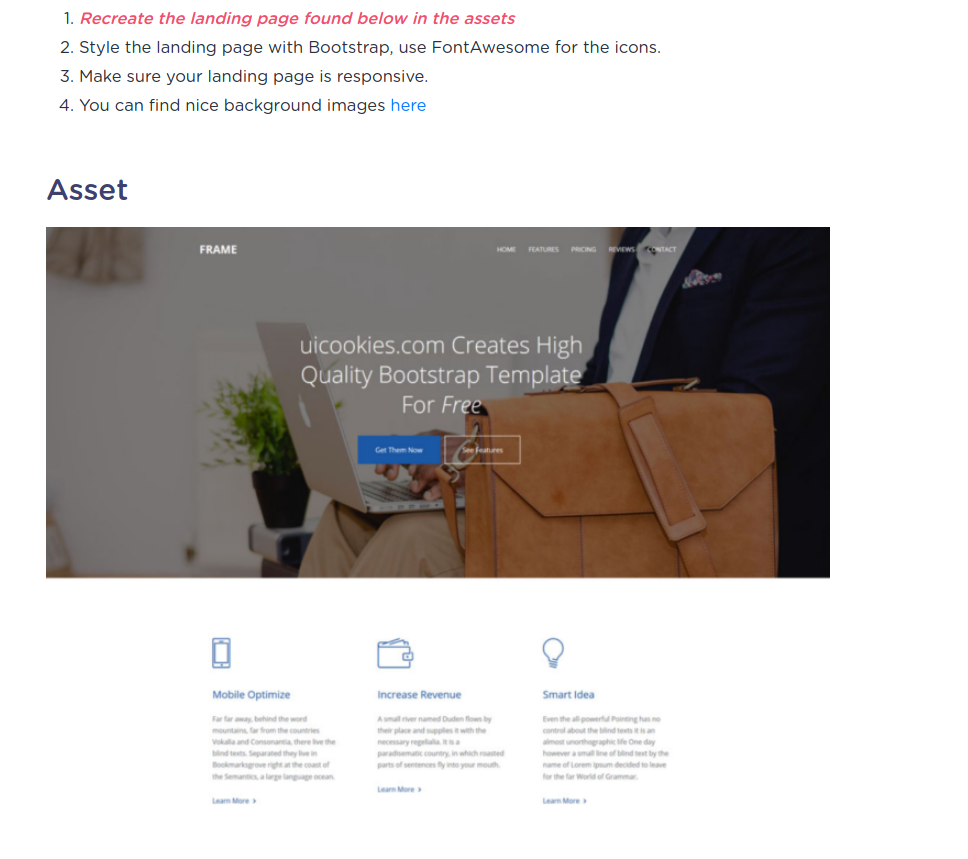 1. Recreate the landing page found below in the assets
2. Style the landing page with Bootstrap, use FontAwesome for the icons.
3. Make sure your landing page is responsive.
4. You can find nice background images here
Asset
FRAME
HOME FEATURES PRICING REVIEWS CONTACT
uicookies.com Creates High
Quality Bootstrap Template
For Free
Get Them Now See Features
Mobile Optimize
Far far away, behind the word
mountains, far from the countries
Vokalia and Consonantia, there live the
blind texts. Separated they live in
Bookmarksgrove right at the coast of
the Semantics, a large language ocean.
Learn More >
Increase Revenue
A small river named Duden flows by
their place and supplies it with the
necessary regelialia. It is a
paradisematic country, in which roasted
parts of sentences fly into your mouth.
Learn More >
Smart Idea
Even the all-powerful Pointing has no
control about the blind texts it is an
almost unorthographic life One day
however a small line of blind text by the
name of Lorem Ipsum decided to leave
for the far World of Grammar.
Learn More >